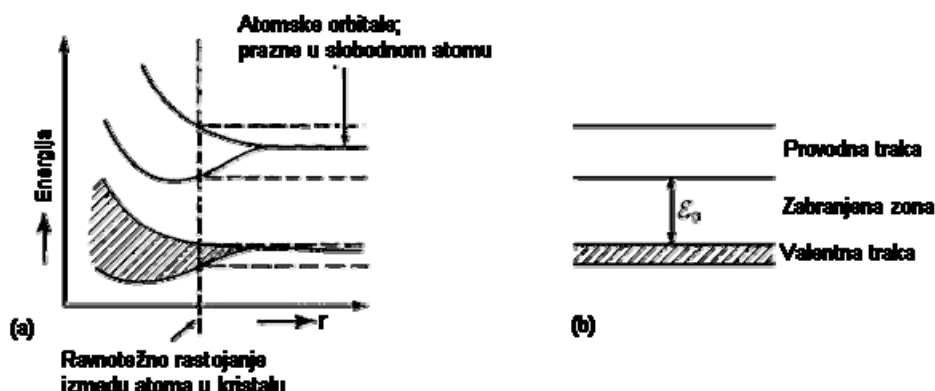 Atomske orbitale;
prazne u slobodnom atomu
Energija
r
(a)
Ravnotežno rastojanje
između atoma u kristalu
Provodna traka
Zabranjena zona
Valentna traka
(b)